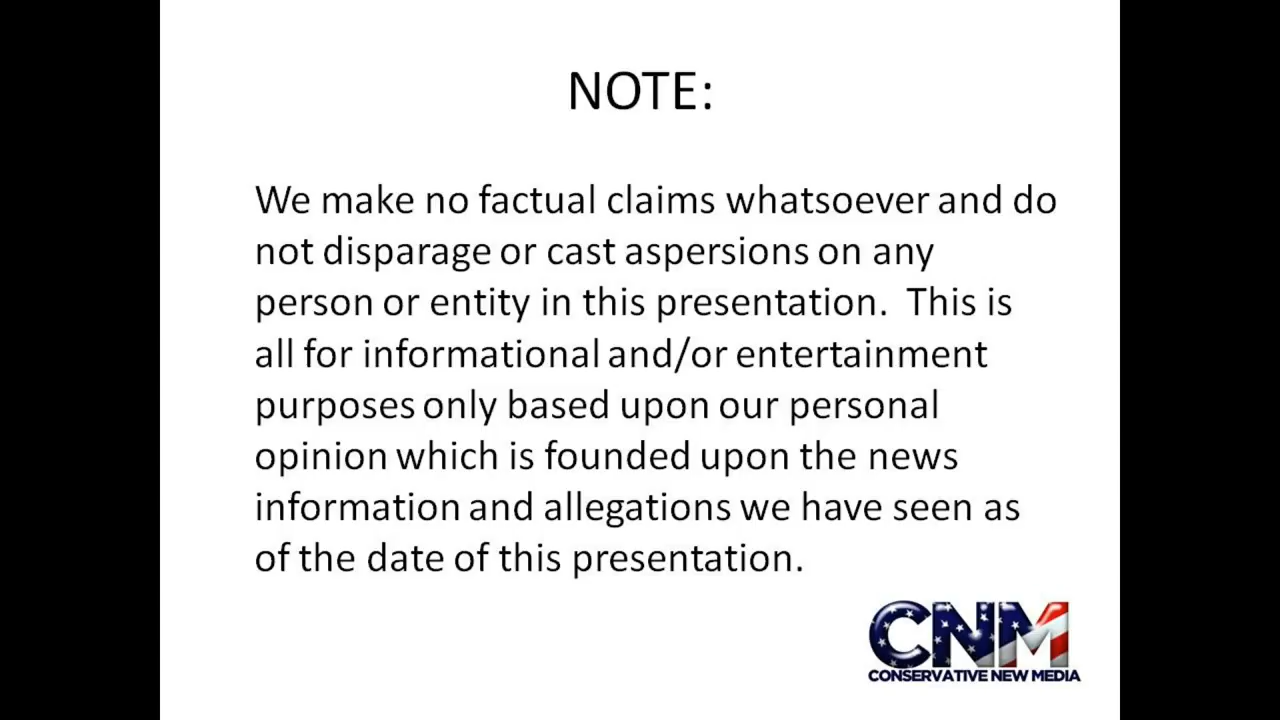 NOTE:
We make no factual claims whatsoever and do
not disparage or cast aspersions on any
person or entity in this presentation.  This is
all for informational and/or entertainment
purposes only based upon our personal
opinion which is founded upon the news
information and allegations we have seen as
of the date of this presentation.
CNM
CONSERVATIVE NEW MEDIA